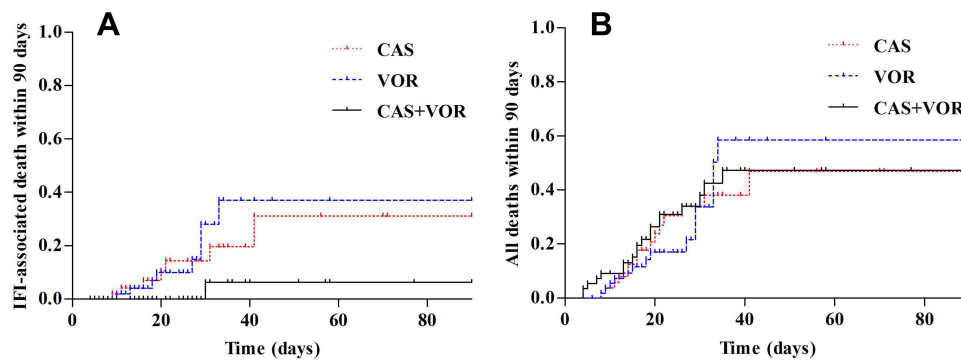 A
IFI-associated death within 90 days
1.0
0.8
0.6
0.4
0.2
0.0
CAS
VOR
CAS+VOR
0
20
40
60
80
Time (days)
B
All deaths within 90 days
1.0
0.8
0.6
0.4
0.2
0.0
CAS
VOR
CAS+VOR
0
20
40
60
80
Time (days)